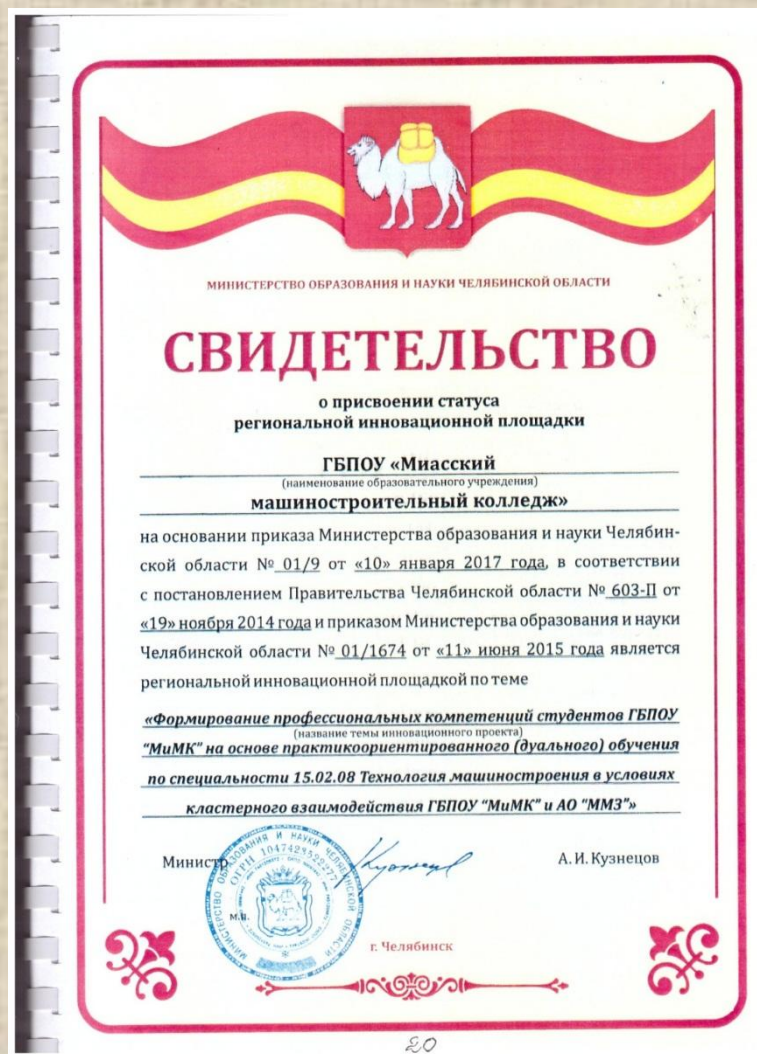 МИНИСТЕРСТВО ОБРАЗОВАНИЯ И НАУКИ ЧЕЛЯБИНСКОЙ ОБЛАСТИ
СВИДЕТЕЛЬСТВО
о присвоении статуса
региональной инновационной площадки
ГБПОУ «Миасский
(наименование образовательного учреждения)
машиностроительный колледж»
на основании приказа Министерства образования и науки Челябин-
ской области № 01/9 от «10» января 2017 года, в соответствии
с постановлением Правительства Челябинской области № 603-П от
«19» ноября 2014 года и приказом Министерства образования и науки
Челябинской области № 01/1674 от «11» июня 2015 года является
региональной инновационной площадкой по теме
«Формирование профессиональных компетенций студентов ГБПОУ
(название темы инновационного проекта)
"МиМК" на основе практикоориентированного (дуального) обучения
по специальности 15.02.08 Технология машиностроения в условиях
кластерного взаимодействия ГБПОУ "МиМК" и АО "ММЗ"»
Министр
А. И. Кузнецов
м.п.
МИНИСТЕРСТВО ОБРАЗОВАНИЯ И НАУКИ ЧЕЛЯБИНСКОЙ ОБЛАСТИ
г. Челябинск
20